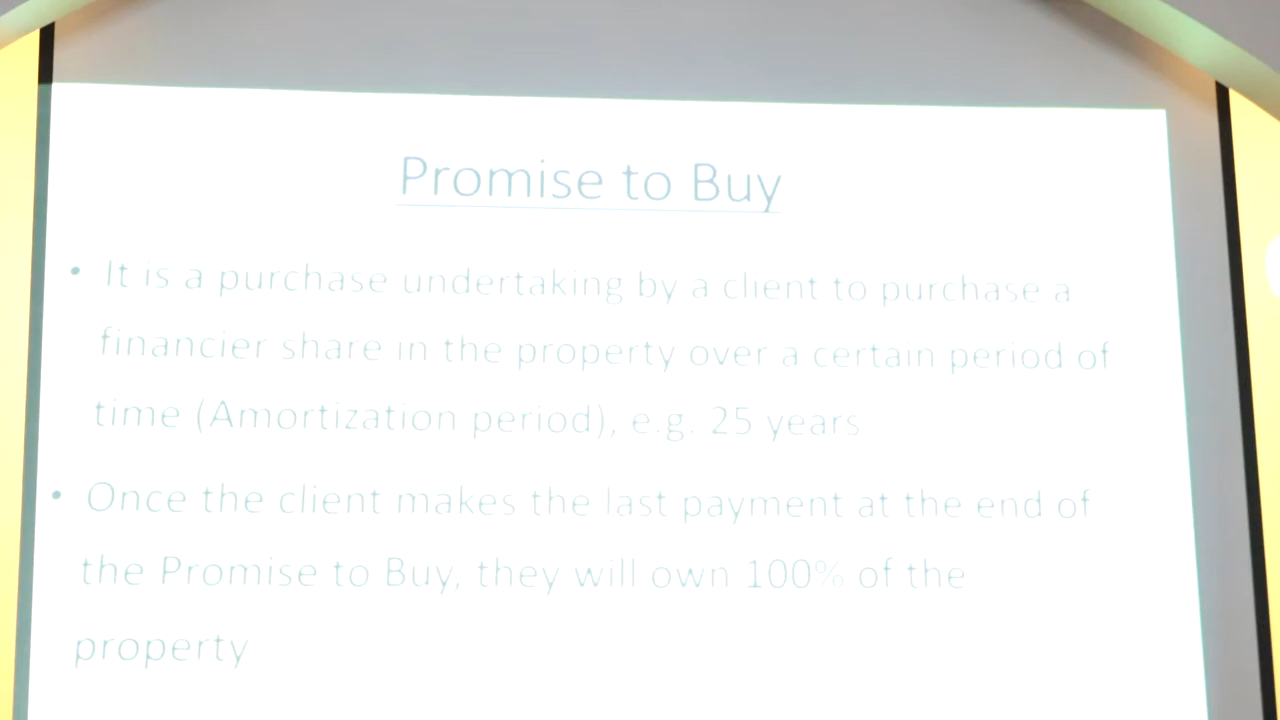 Promise to Buy
• It is a purchase undertaking by a client to purchase a
financier share in the property over a certain period of
time (Amortization period), e.g. 25 years
• Once the client makes the last payment at the end of
the Promise to Buy, they will own 100% of the
property